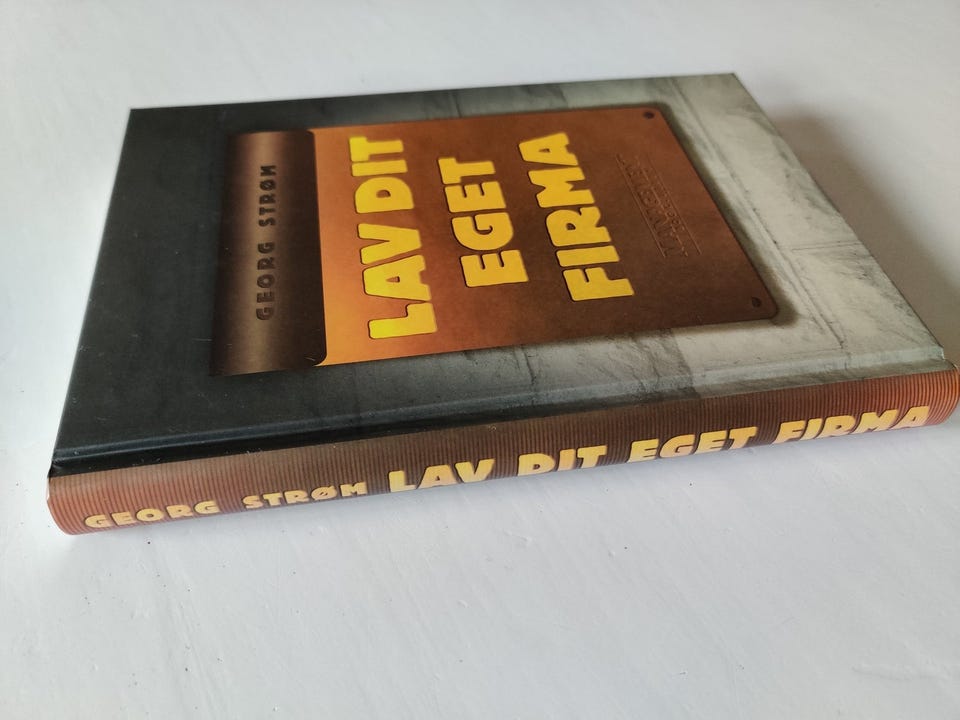 GEORG STRØM
LAV DIT
EGET
FIRMA
GEORG STRØM LAV DIT EGET FIRMA